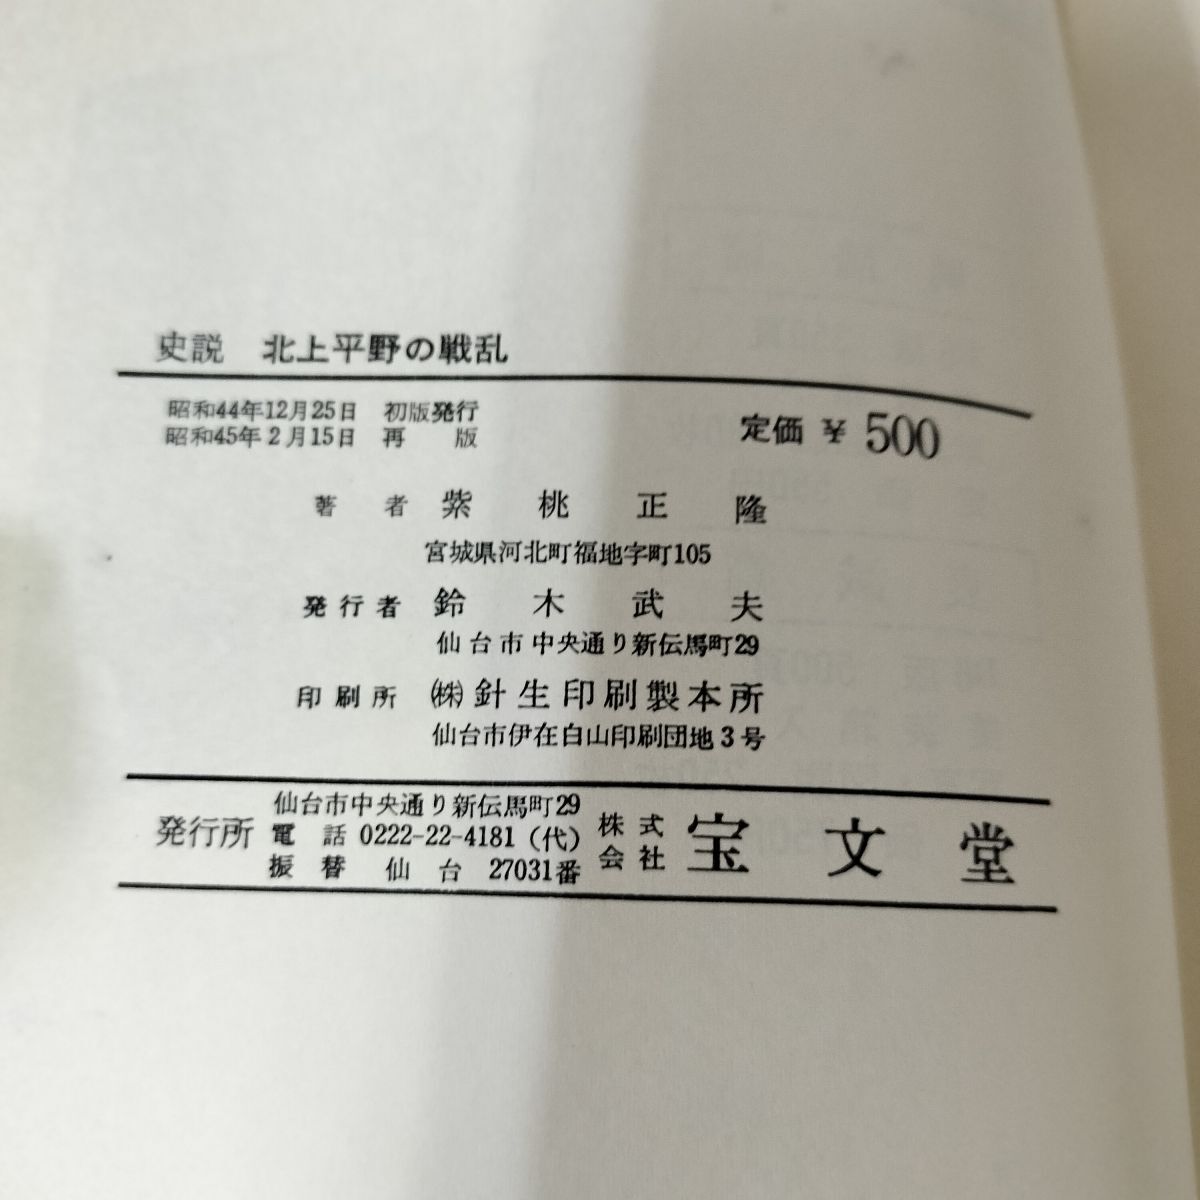 史説 北上平野の戦乱
昭和44年12月25日 初版発行
昭和45年2月15日 再版
定価 ¥500
著者 紫桃正隆
宮城県河北町福地字町105
発行者 鈴木武夫
仙台市中央通り新伝馬町29
印刷所 ㈱針生印刷製本所
仙台市伊在白山印刷団地3号
発行所
仙台市中央通り新伝馬町29
電話 0222-22-4181(代)
振替 仙台 27031番
株式会社 宝文堂